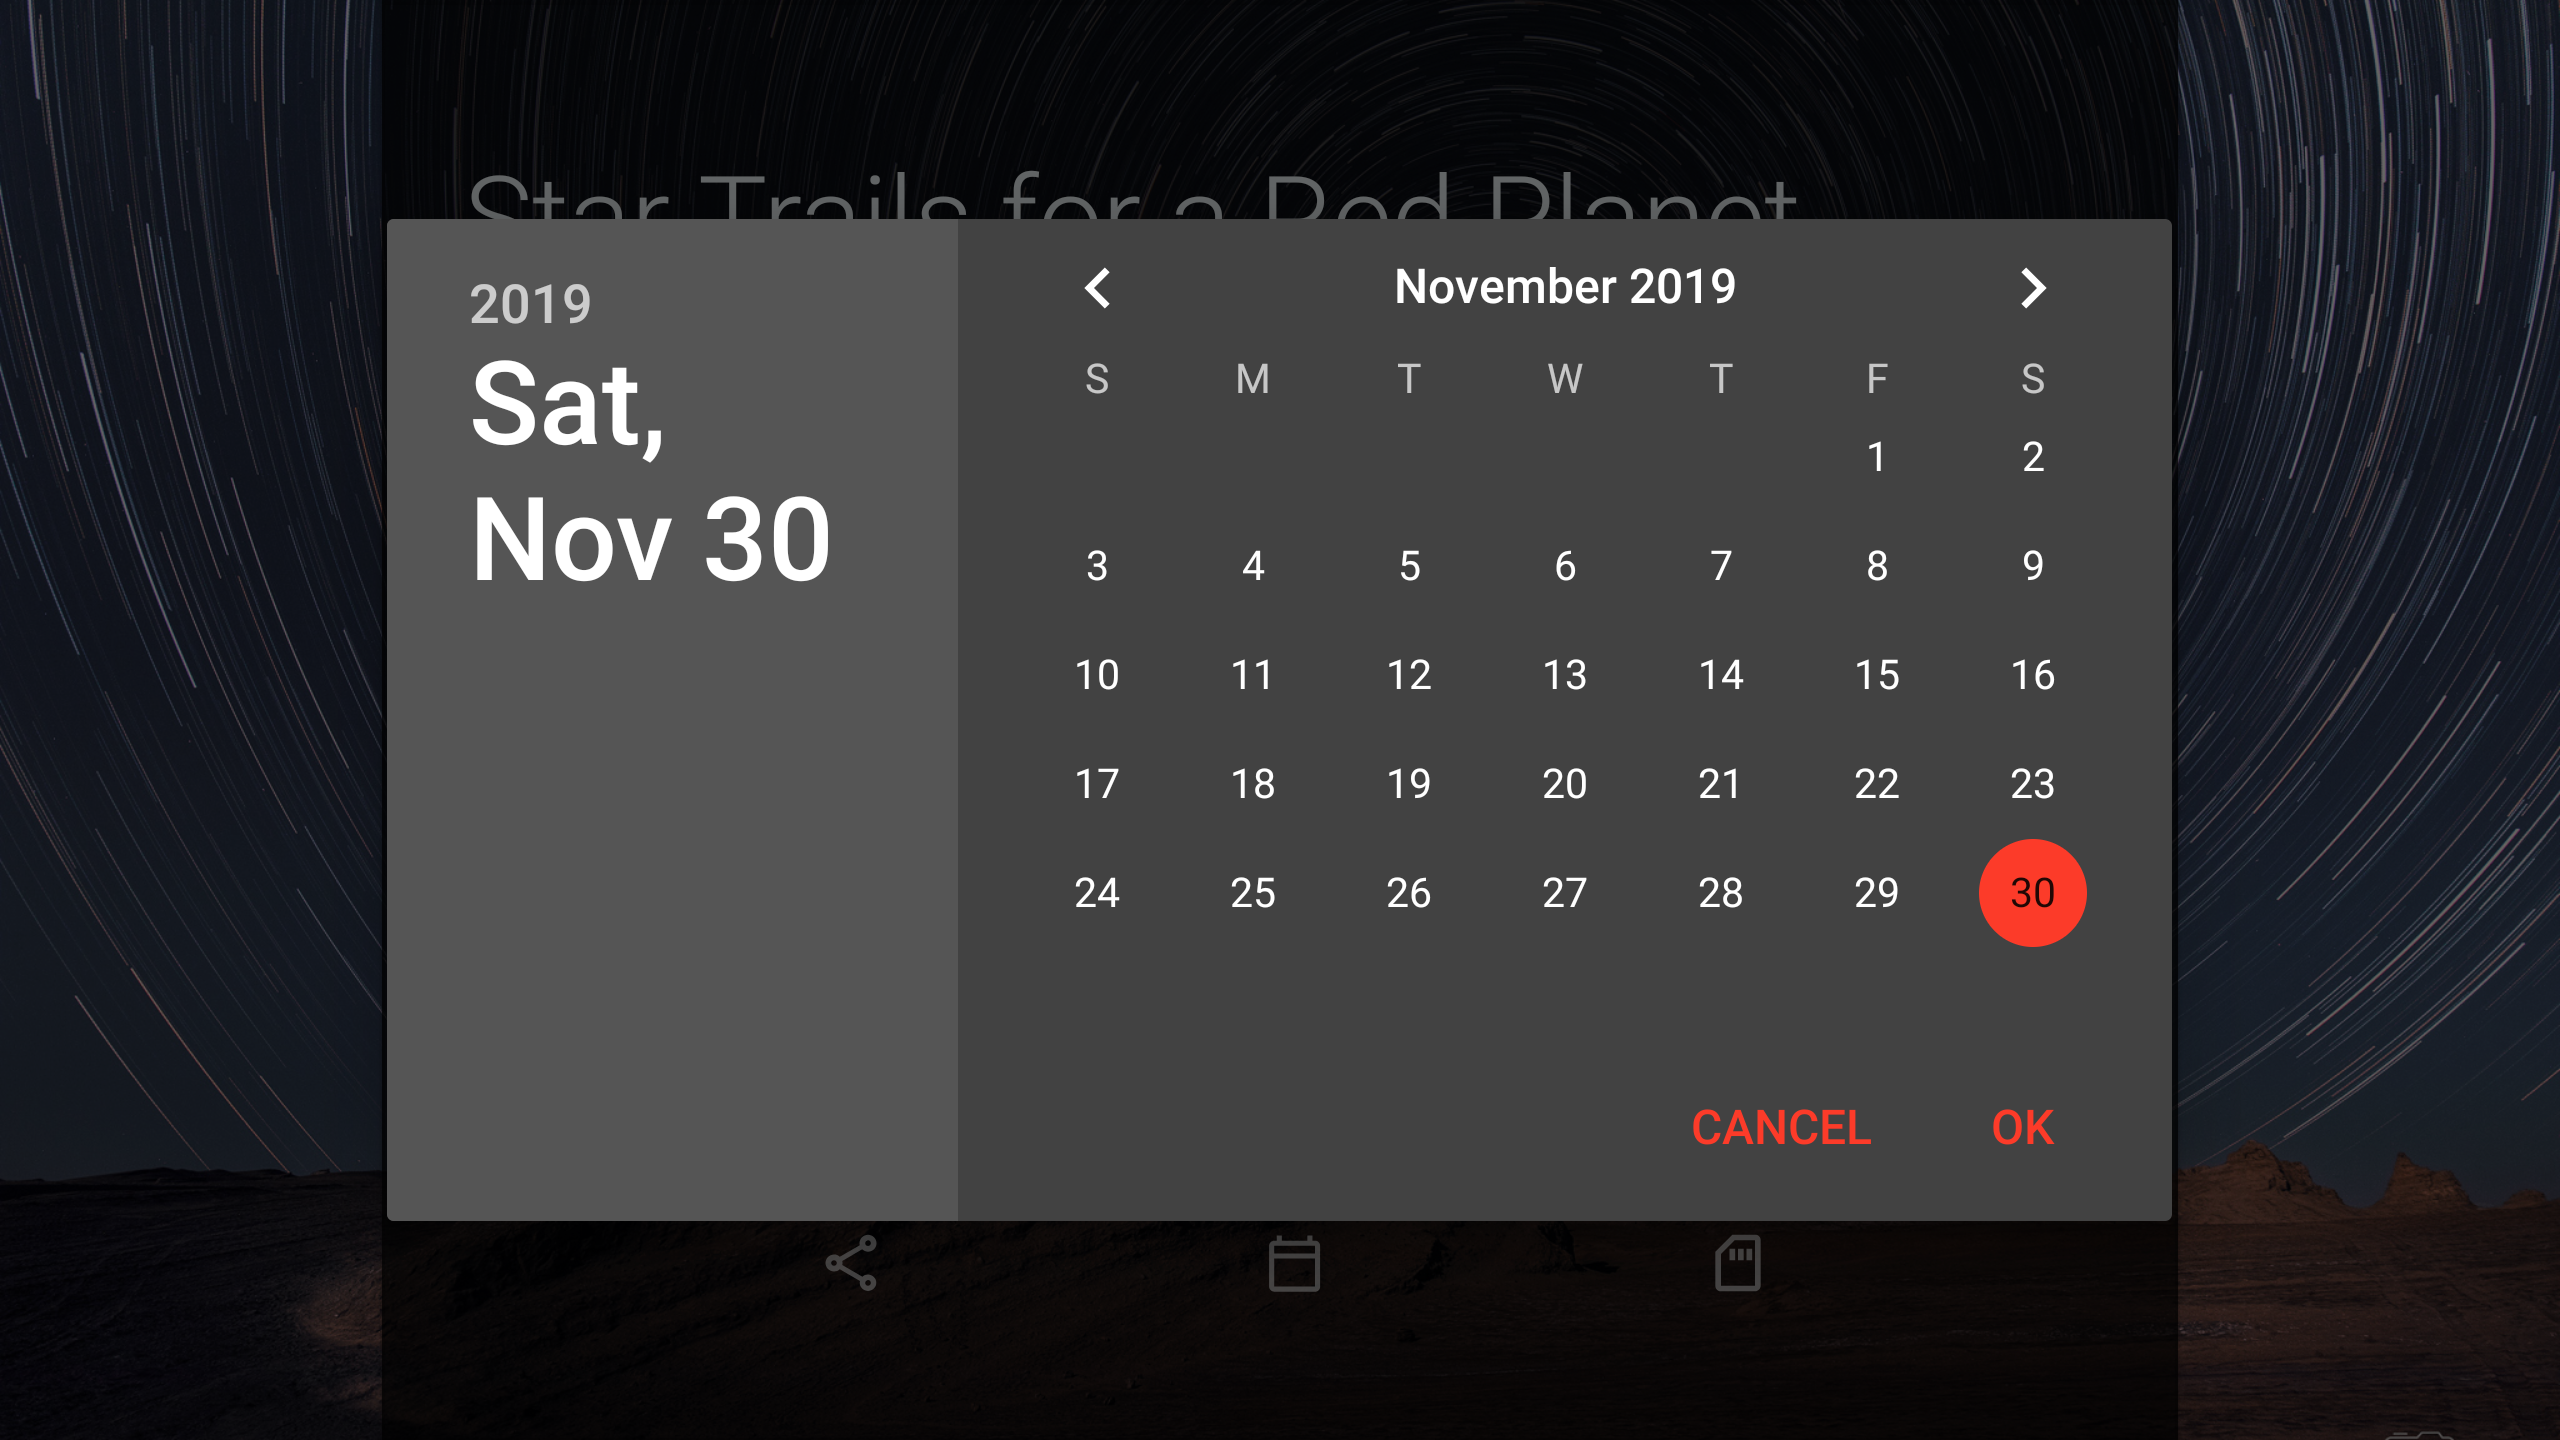 Star Trails for a Red Planet
2019
Sat,
Nov 30
November 2019
S M T W T F S
1 2
3 4 5 6 7 8 9
10 11 12 13 14 15 16
17 18 19 20 21 22 23
24 25 26 27 28 29 30
CANCEL OK